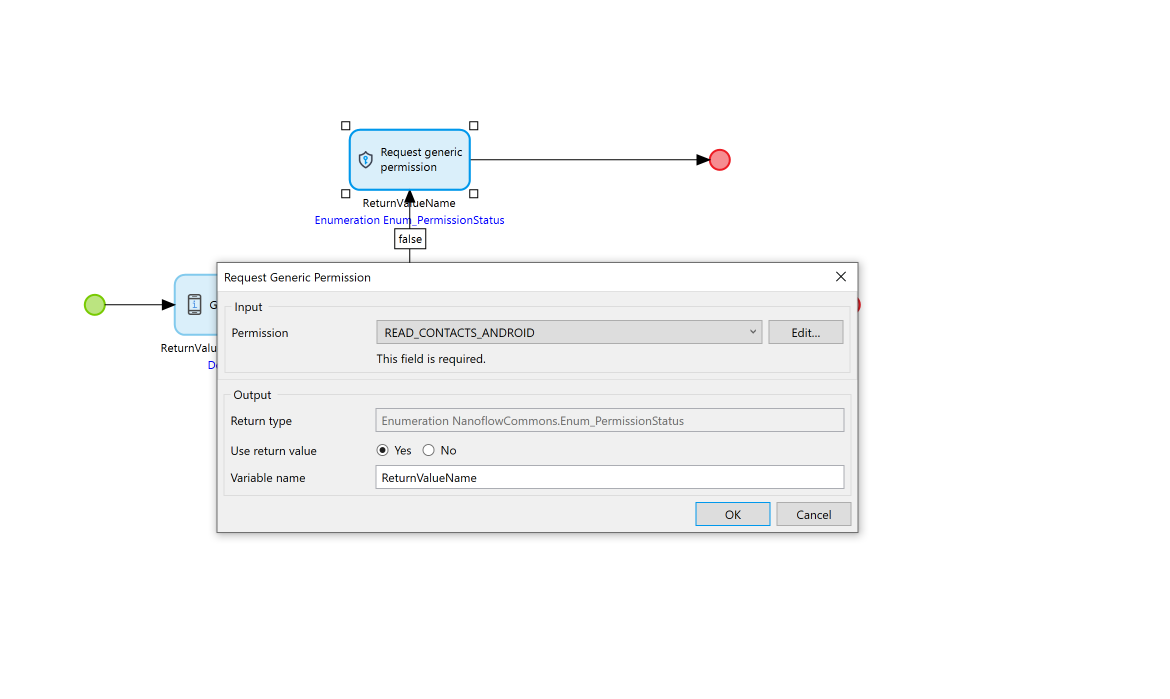 Request generic
permission
ReturnValueName
Enumeration Enum_PermissionStatus
false
Request Generic Permission
Input
Permission
READ_CONTACTS_ANDROID
Edit...
This field is required.
Output
Return type
Enumeration NanoflowCommons.Enum_PermissionStatus
Use return value
Yes
No
Variable name
ReturnValueName
OK
Cancel
G
ReturnValu